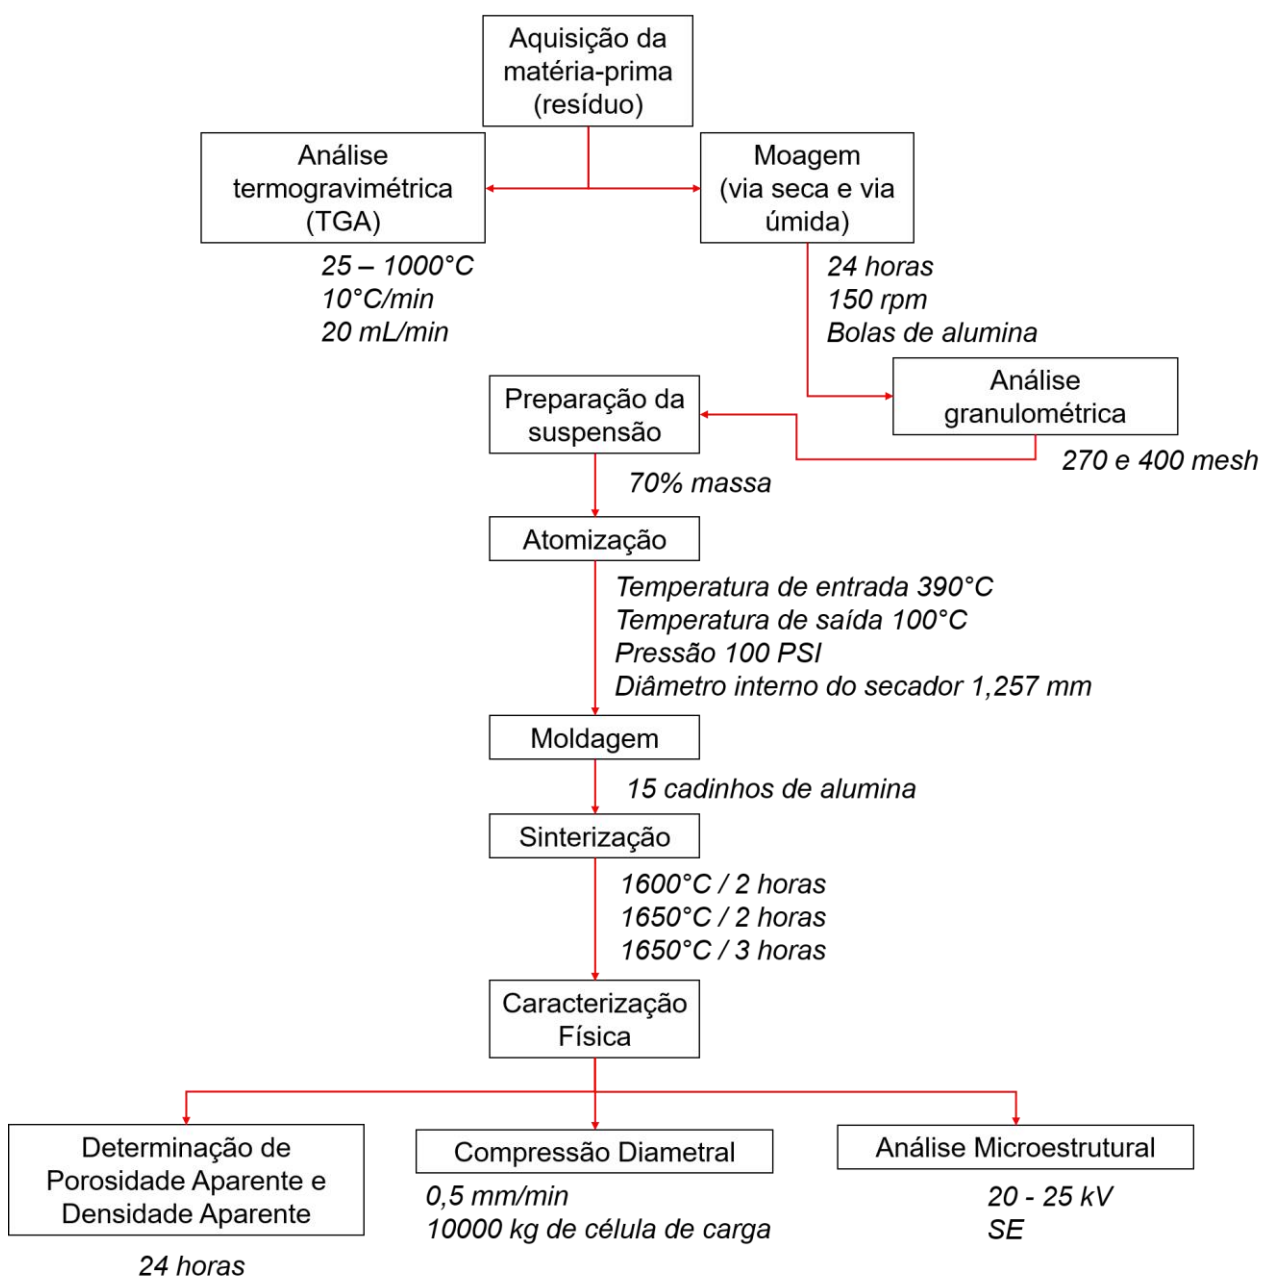 Aquisição da
matéria-prima
(resíduo)
Análise
termogravimétrica
(TGA)
25 – 1000°C
10°C/min
20 mL/min
Moagem
(via seca e via
úmida)
24 horas
150 rpm
Bolas de alumina
Análise
granulométrica
270 e 400 mesh
Preparação da
suspensão
70% massa
Atomização
Temperatura de entrada 390°C
Temperatura de saída 100°C
Pressão 100 PSI
Diâmetro interno do secador 1,257 mm
Moldagem
15 cadinhos de alumina
Sinterização
1600°C / 2 horas
1650°C / 2 horas
1650°C / 3 horas
Caracterização
Física
Determinação de
Porosidade Aparente e
Densidade Aparente
24 horas
Compressão Diametral
0,5 mm/min
10000 kg de célula de carga
Análise Microestrutural
20 - 25 kV
SE